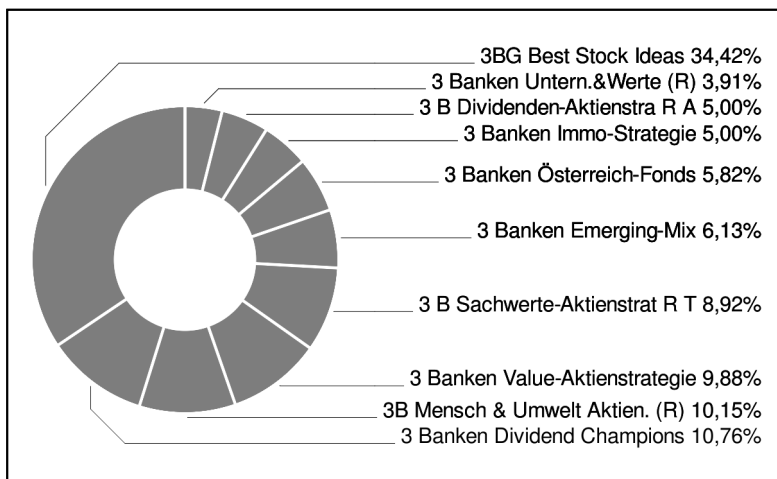 3BG Best Stock Ideas 34,42%
3 Banken Untern.&Werte (R) 3,91%
3 B Dividenden-Aktienstra R A 5,00%
3 Banken Immo-Strategie 5,00%
3 Banken Österreich-Fonds 5,82%
3 Banken Emerging-Mix 6,13%
3 B Sachwerte-Aktienstrat R T 8,92%
3 Banken Value-Aktienstrategie 9,88%
3B Mensch & Umwelt Aktien. (R) 10,15%
3 Banken Dividend Champions 10,76%